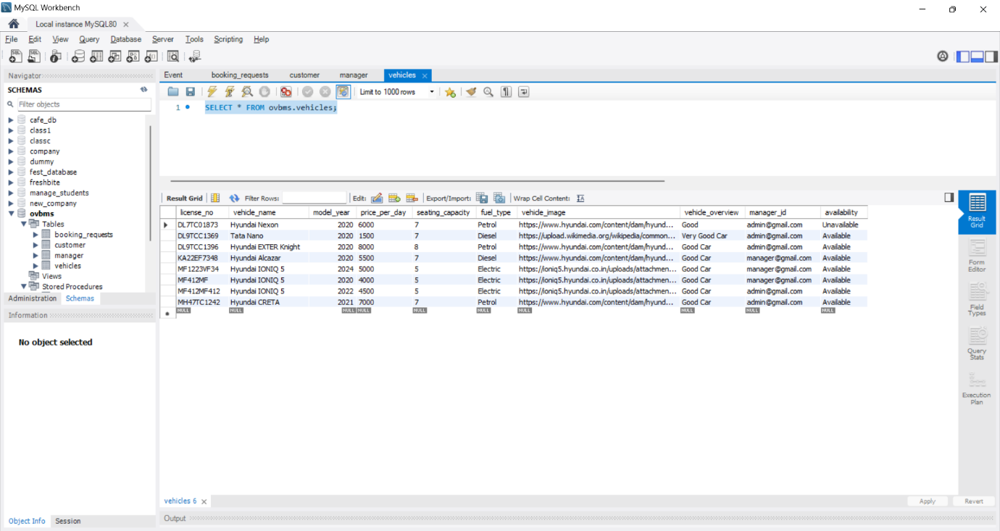 MySQL Workbench
Local instance MySQL80
File Edit View Query Database Server Tools Scripting Help
Navigator
SCHEMAS
Filter objects
cafe_db
class1
classc
company
dummy
fest_database
freshbite
manage_students
new_company
ovbms
Tables
booking_requests
customer
manager
vehicles
Views
Stored Procedures
Administration Schemas
Information
No object selected
Object Info Session
Event booking_requests customer manager vehicles
Limit to 1000 rows
1 SELECT * FROM ovbms.vehicles;
Result Grid Filter Rows: Edit: Export/Import: Wrap Cell Content: IA
license_no vehicle_name model_year price_per_day seating_capacity fuel_type vehicle_image vehicle_overview manager_id availability
DL7TC01873 Hyundai Nexon 2020 6000 7 Petrol https://www.hyundai.com/content/dam/hyund... Good admin@gmail.com Unavailable
DL9TCC1369 Tata Nano 2020 1500 7 Diesel https://upload.wikimedia.org/wikipedia/common... Very Good Car admin@gmail.com Available
DL9TCC1396 Hyundai EXTER Knight 2020 8000 8 Petrol https://www.hyundai.com/content/dam/hyund... Good Car admin@gmail.com Available
KA22EF7348 Hyundai Alcazar 2020 5500 7 Diesel https://www.hyundai.com/content/dam/hyund... Good Car manager@gmail.com Available
MF1223VF34 Hyundai IONIQ 5 2024 5000 5 Electric https://ioniq5.hyundai.co.in/uploads/attachmen... Good Car manager@gmail.com Available
MF412MF Hyundai IONIQ 5 2020 4000 5 Electric https://ioniq5.hyundai.co.in/uploads/attachmen... Good Car manager@gmail.com Available
MF412MF412 Hyundai IONIQ 5 2022 4500 5 Electric https://ioniq5.hyundai.co.in/uploads/attachmen... Good Car admin@gmail.com Available
MH47TC1242 Hyundai CRETA 2021 7000 7 Petrol https://www.hyundai.com/content/dam/hyund... Good Car admin@gmail.com Available
NULL NULL NULL NULL NULL NULL NULL NULL NULL NULL
Result
Grid
Form
Editor
Field
Types
Query
Stats
Execution
Plan
vehicles 6
Apply Revert
Output